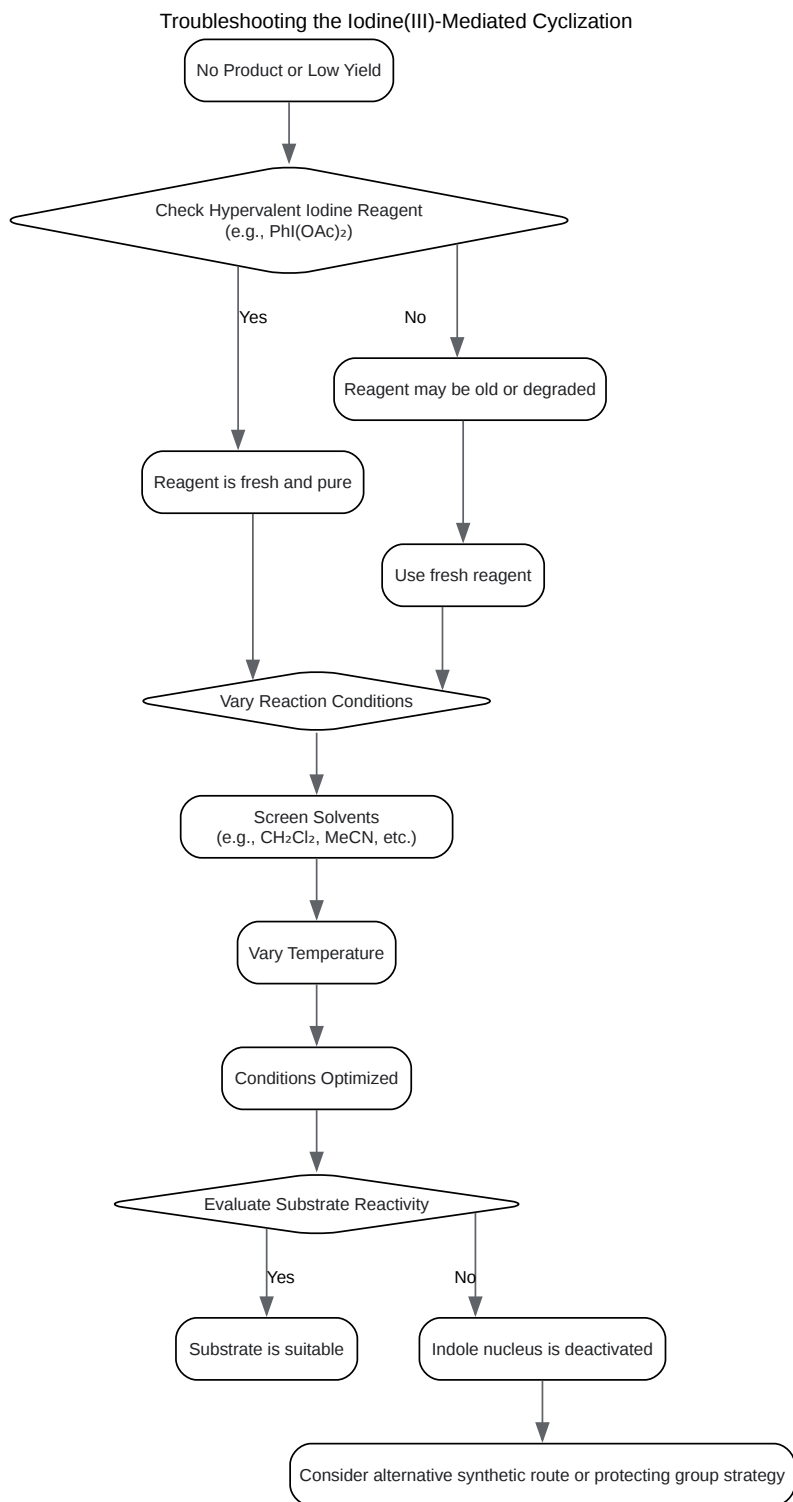 Troubleshooting the Iodine(III)-Mediated Cyclization
No Product or Low Yield
Check Hypervalent Iodine Reagent
(e.g., PhI(OAc)₂)
Yes
No
Reagent may be old or degraded
Reagent is fresh and pure
Use fresh reagent
Vary Reaction Conditions
Screen Solvents
(e.g., CH₂Cl₂, MeCN, etc.)
Vary Temperature
Conditions Optimized
Evaluate Substrate Reactivity
Yes
No
Substrate is suitable
Indole nucleus is deactivated
Consider alternative synthetic route or protecting group strategy